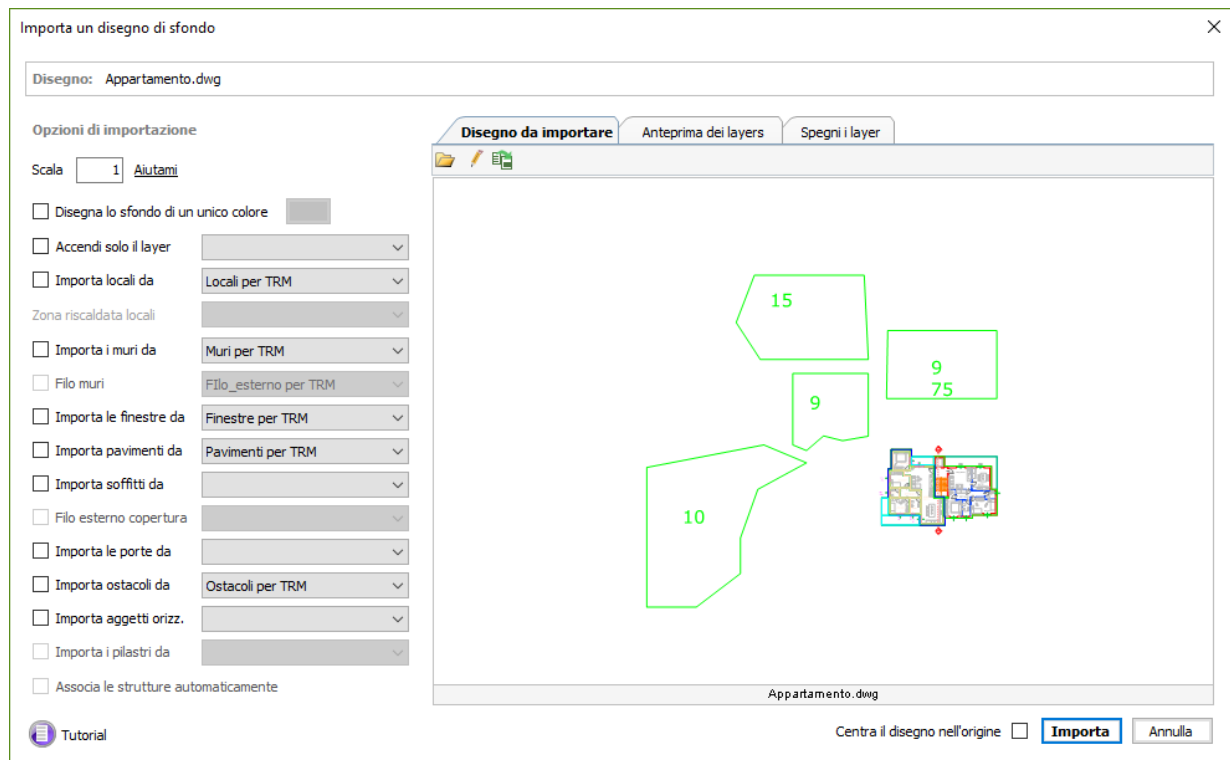 Importa un disegno di sfondo
Disegno: Appartamento.dwg
Opzioni di importazione
Scala 1 Aiutami
Disegna lo sfondo di un unico colore
Accendi solo il layer
Importa locali da Locali per TRM
Zona riscaldata locali
Importa i muri da Muri per TRM
Filo muri FIlo_esterno per TRM
Importa le finestre da Finestre per TRM
Importa pavimenti da Pavimenti per TRM
Importa soffitti da
Filo esterno copertura
Importa le porte da
Importa ostacoli da Ostacoli per TRM
Importa aggetti orizz.
Importa i pilastri da
Associa le strutture automaticamente
Tutorial
Disegno da importare Anteprima dei layers Spegni i layer
15
9
75
9
10
Appartamento.dwg
Centra il disegno nell'origine Importa Annulla